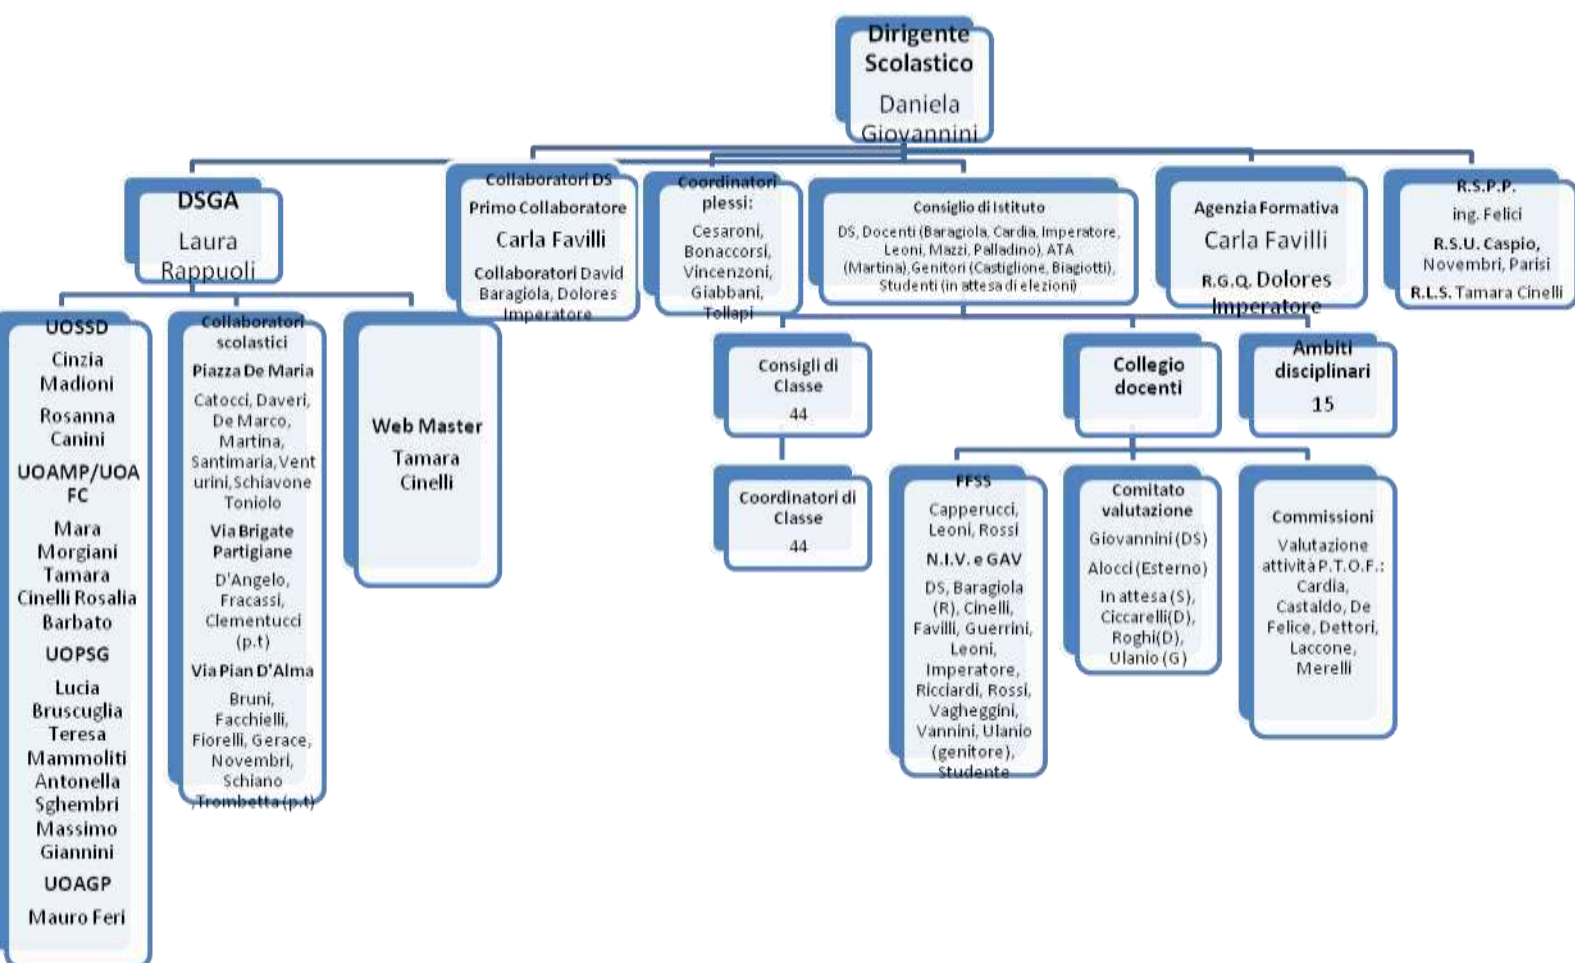 Dirigente
Scolastico
Daniela
Giovannini
DSGA
Laura
Rappuoli
Collaboratori DS
Primo Collaboratore
Carla Favilli
Collaboratori David
Baragiola, Dolores
Imperatore
Coordinatori
plessi:
Cesaroni,
Bonaccorsi,
Vincenzoni,
Giabbani,
Tollapi
Consiglio di Istituto
DS, Docenti (Baragiola, Cardia, Imperatore,
Leoni, Mazzi, Palladino), ATA
(Martina),Genitori (Castiglione, Biagiotti),
Studenti (in attesa di elezioni)
Agenzia Formativa
Carla Favilli
R.G.Q. Dolores
Imperatore
R.S.P.P.
ing. Felici
R.S.U. Caspio,
Novembri, Parisi
R.L.S. Tamara Cinelli
UOSSD
Cinzia
Madioni
Rosanna
Canini
UOAMP/UOA
FC
Mara
Morgiani
Tamara
Cinelli Rosalia
Barbato
UOPSG
Lucia
Bruscuglia
Teresa
Mammoliti
Antonella
Sghembri
Massimo
Giannini
UOAGP
Mauro Feri
Collaboratori
scolastici
Piazza De Maria
Catocci, Daveri,
De Marco,
Martina,
Santimaria,Vent
urini,Schiavone
Toniolo
Via Brigate
Partigiane
D'Angelo,
Fracassi,
Clementucci
(p.t)
Via Pian D'Alma
Bruni,
Facchielli,
Fiorelli, Gerace,
Novembri,
Schiano
,Trombetta (p.t)
Web Master
Tamara
Cinelli
Consigli di
Classe
44
Coordinatori di
Classe
44
Collegio
docenti
Ambiti
disciplinari
15
FFSS
Capperucci,
Leoni, Rossi
N.I.V. e GAV
DS, Baragiola
(R), Cinelli,
Favilli, Guerrini,
Leoni,
Imperatore,
Ricciardi, Rossi,
Vagheggini,
Vannini, Ulanio
(genitore),
Studente
Comitato
valutazione
Giovannini (DS)
Alocci (Esterno)
In attesa (S),
Ciccarelli(D),
Roghi(D),
Ulanio (G)
Commissioni
Valutazione
attività P.T.O.F.:
Cardia,
Castaldo, De
Felice, Dettori,
Laccone,
Merelli